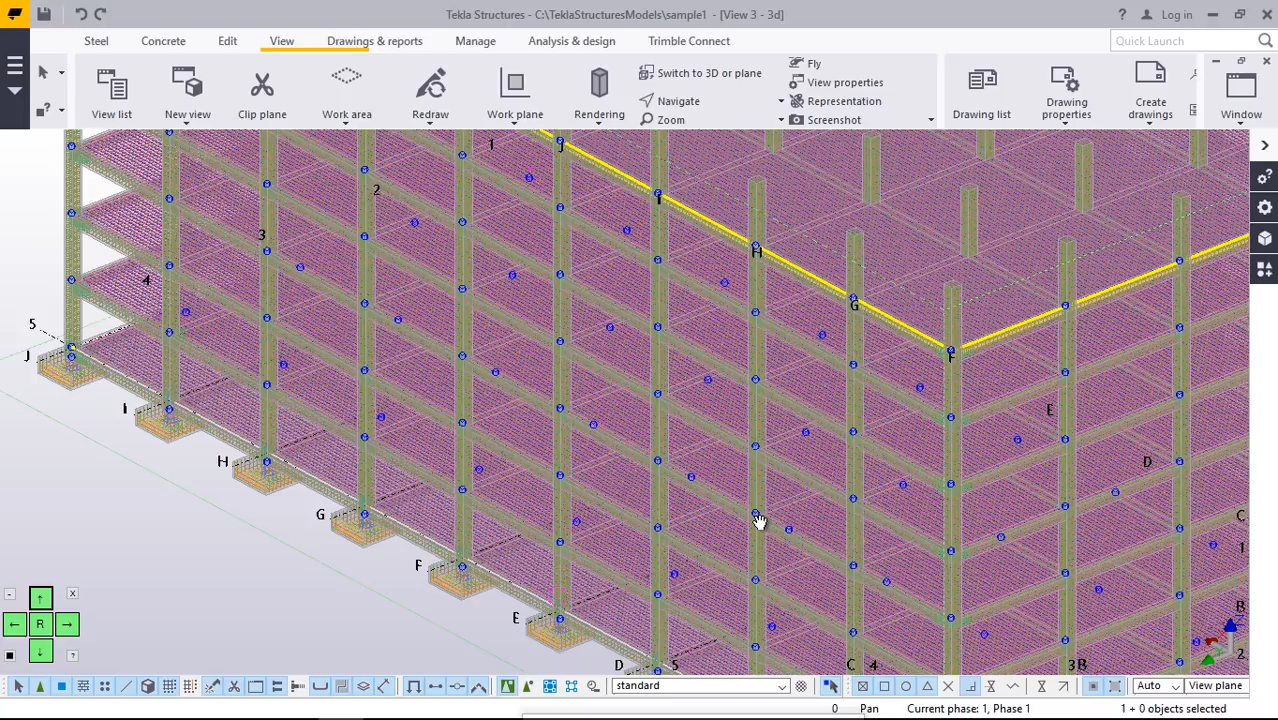 Tekla Structures - C:\TeklaStructuresModels\sample1 - [View 3 - 3d]
? Log in
Steel Concrete Edit View Drawings & reports Manage Analysis & design Trimble Connect
Quick Launch
View list
New view
Clip plane
Work area
Redraw
Work plane
Rendering
Switch to 3D or plane
Navigate
Zoom
Fly
View properties
Representation
Screenshot
Drawing list
Drawing properties
Create drawings
Window
1
J
2
I
3
H
4
G
5
F
J
E
I
D
H
G
C
1
F
B
E
2
D 5 C 4 3 B
R
X
?
standard
Auto
View plane
0 Pan Current phase: 1, Phase 1 1 + 0 objects selected